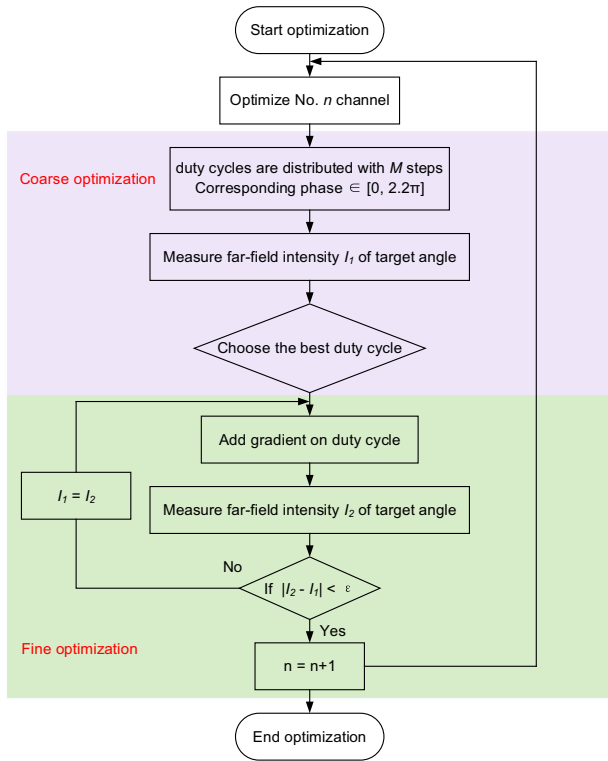 Start optimization
Optimize No. n channel
Coarse optimization
duty cycles are distributed with M steps
Corresponding phase ∈ [0, 2.2π]
Measure far-field intensity I₁ of target angle
Choose the best duty cycle
Add gradient on duty cycle
I₁ = I₂
Measure far-field intensity I₂ of target angle
No
If |I₂ - I₁| < ε
Yes
Fine optimization
n = n+1
End optimization